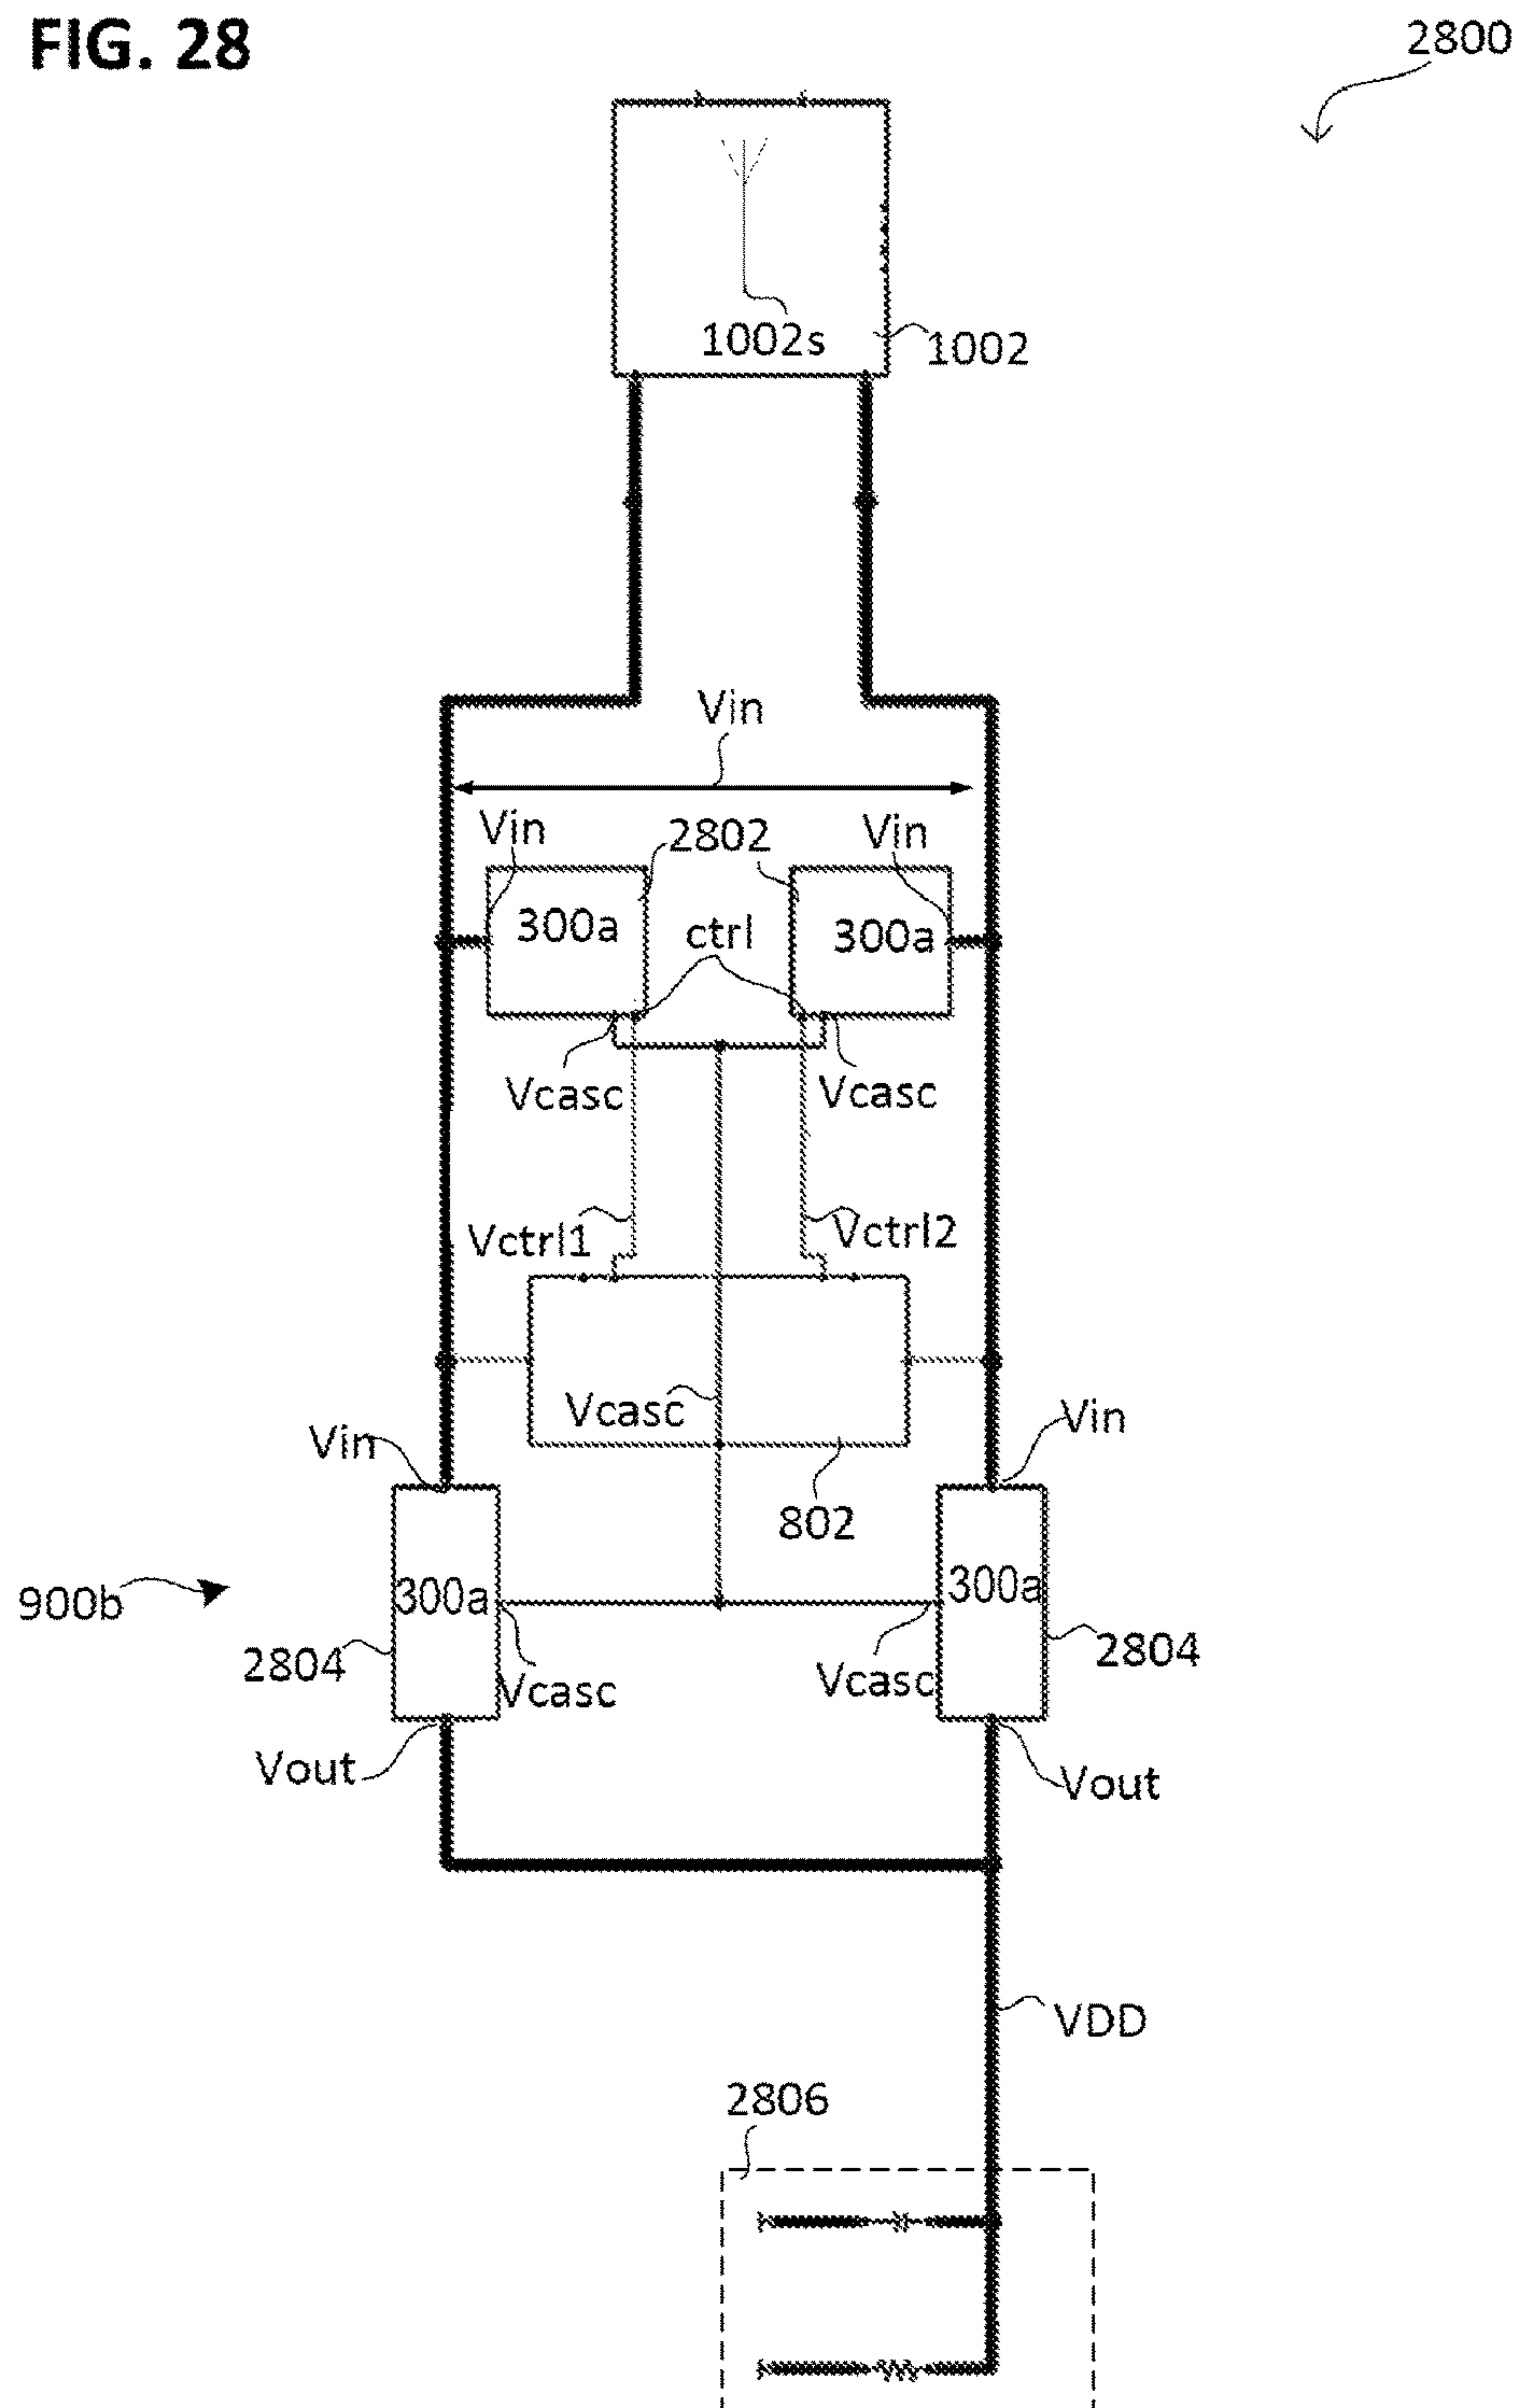 FIG. 28
2800
1002s
1002
Vin
Vin
2802
Vin
300a
ctrl
300a
Vcasc
Vcasc
Vctrl1
Vctrl2
Vcasc
Vin
Vin
802
900b
300a
300a
2804
2804
Vcasc
Vcasc
Vout
Vout
VDD
2806